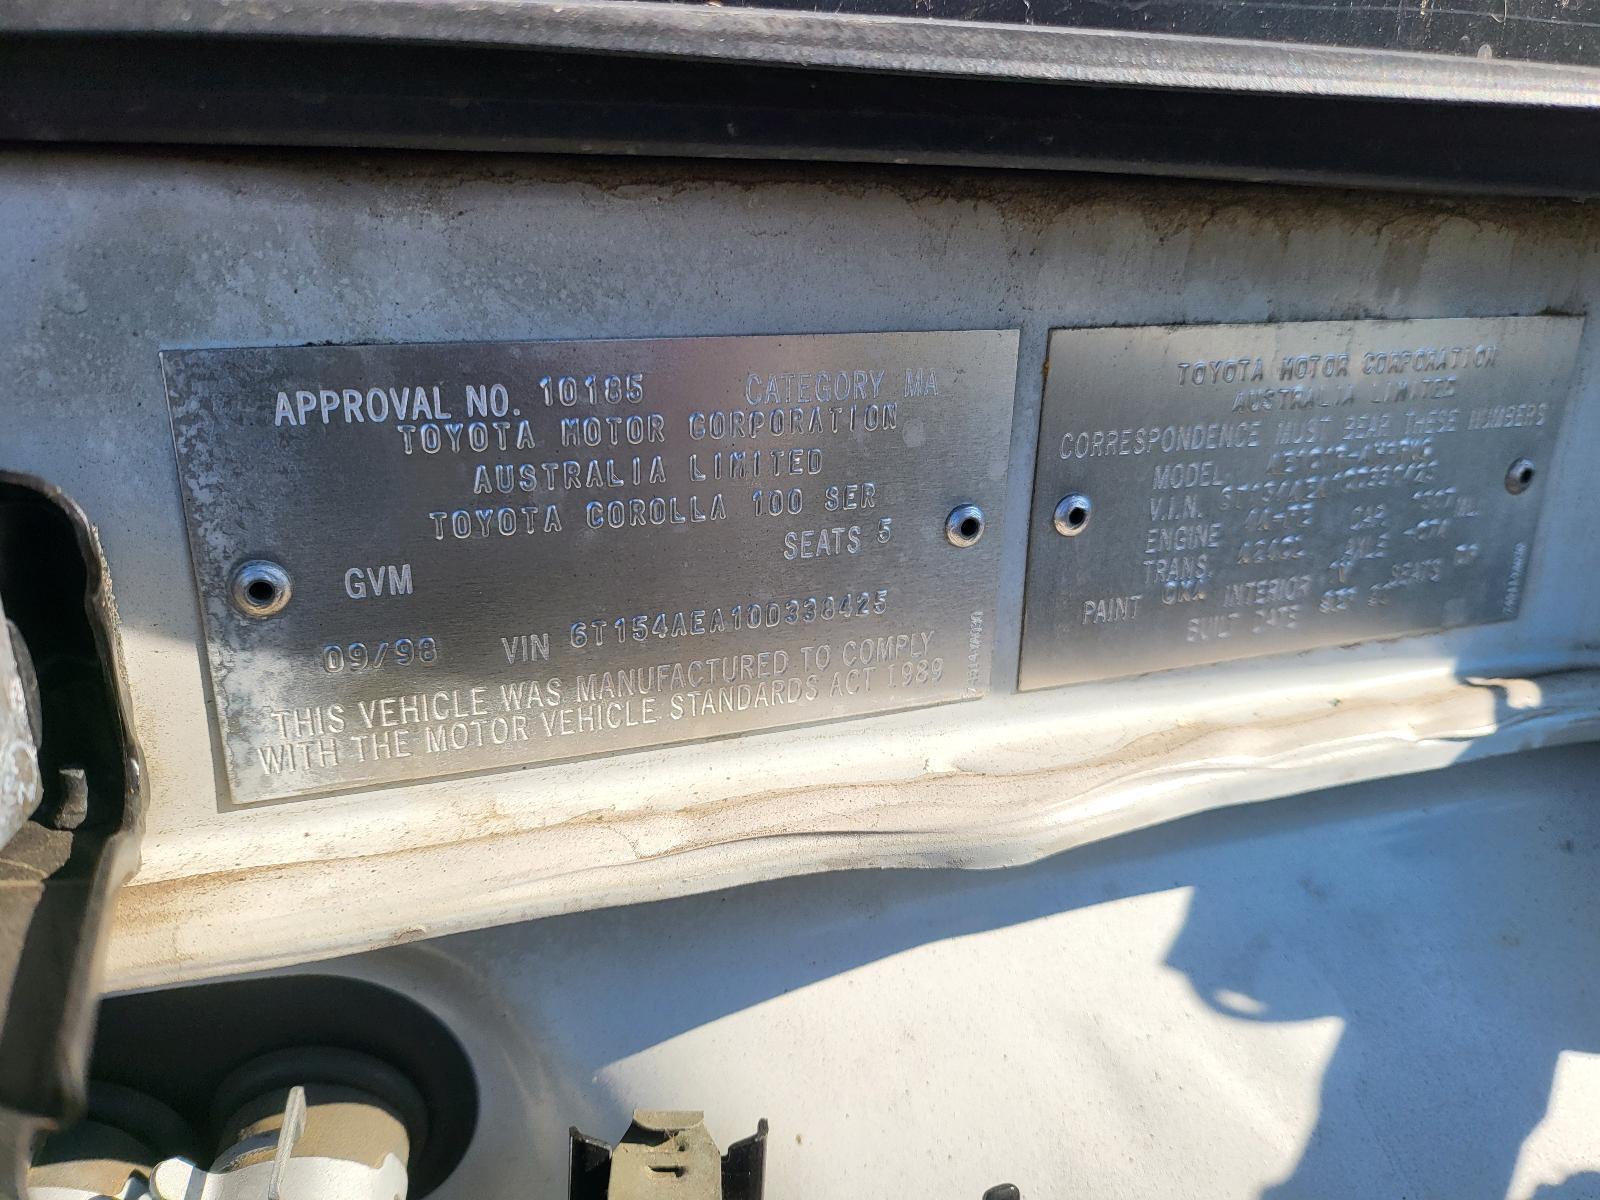 APPROVAL NO. 10185 CATEGORY MA
TOYOTA MOTOR CORPORATION
AUSTRALIA LIMITED
TOYOTA COROLLA 100 SER
SEATS 5
GVM
09/98 VIN 6T154AEA10D338425
THIS VEHICLE WAS MANUFACTURED TO COMPLY
WITH THE MOTOR VEHICLE STANDARDS ACT 1989
TOYOTA MOTOR CORPORATION
AUSTRALIA LIMITED
CORRESPONDENCE MUST BEAR THESE NUMBERS
MODEL
V.I.N.
ENGINE
TRANS. AXLE
PAINT INTERIOR SEATS
BUILT DATE